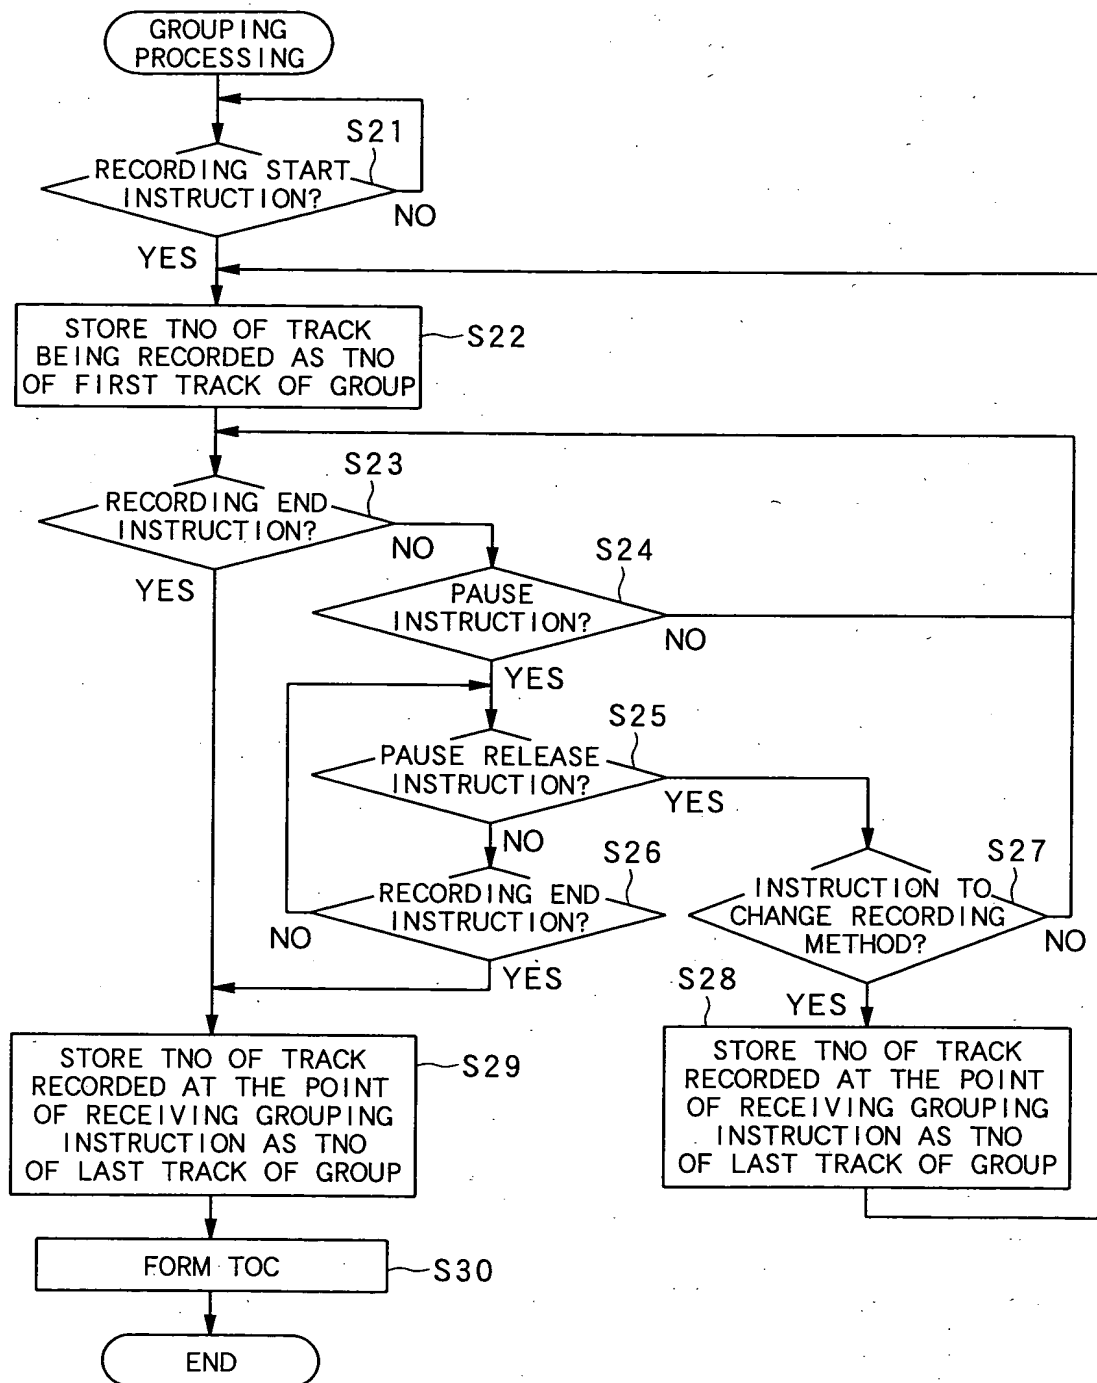 GROUPING
PROCESSING
S21
RECORDING START
INSTRUCTION?
NO
YES
STORE TNO OF TRACK
BEING RECORDED AS TNO
OF FIRST TRACK OF GROUP
S22
S23
RECORDING END
INSTRUCTION?
NO
YES
S24
PAUSE
INSTRUCTION?
NO
YES
S25
PAUSE RELEASE
INSTRUCTION?
YES
NO
S26
RECORDING END
INSTRUCTION?
NO
YES
S27
INSTRUCTION TO
CHANGE RECORDING
METHOD?
NO
YES
S28
STORE TNO OF TRACK
RECORDED AT THE POINT
OF RECEIVING GROUPING
INSTRUCTION AS TNO
OF LAST TRACK OF GROUP
STORE TNO OF TRACK
RECORDED AT THE POINT
OF RECEIVING GROUPING
INSTRUCTION AS TNO
OF LAST TRACK OF GROUP
S29
FORM TOC
S30
END